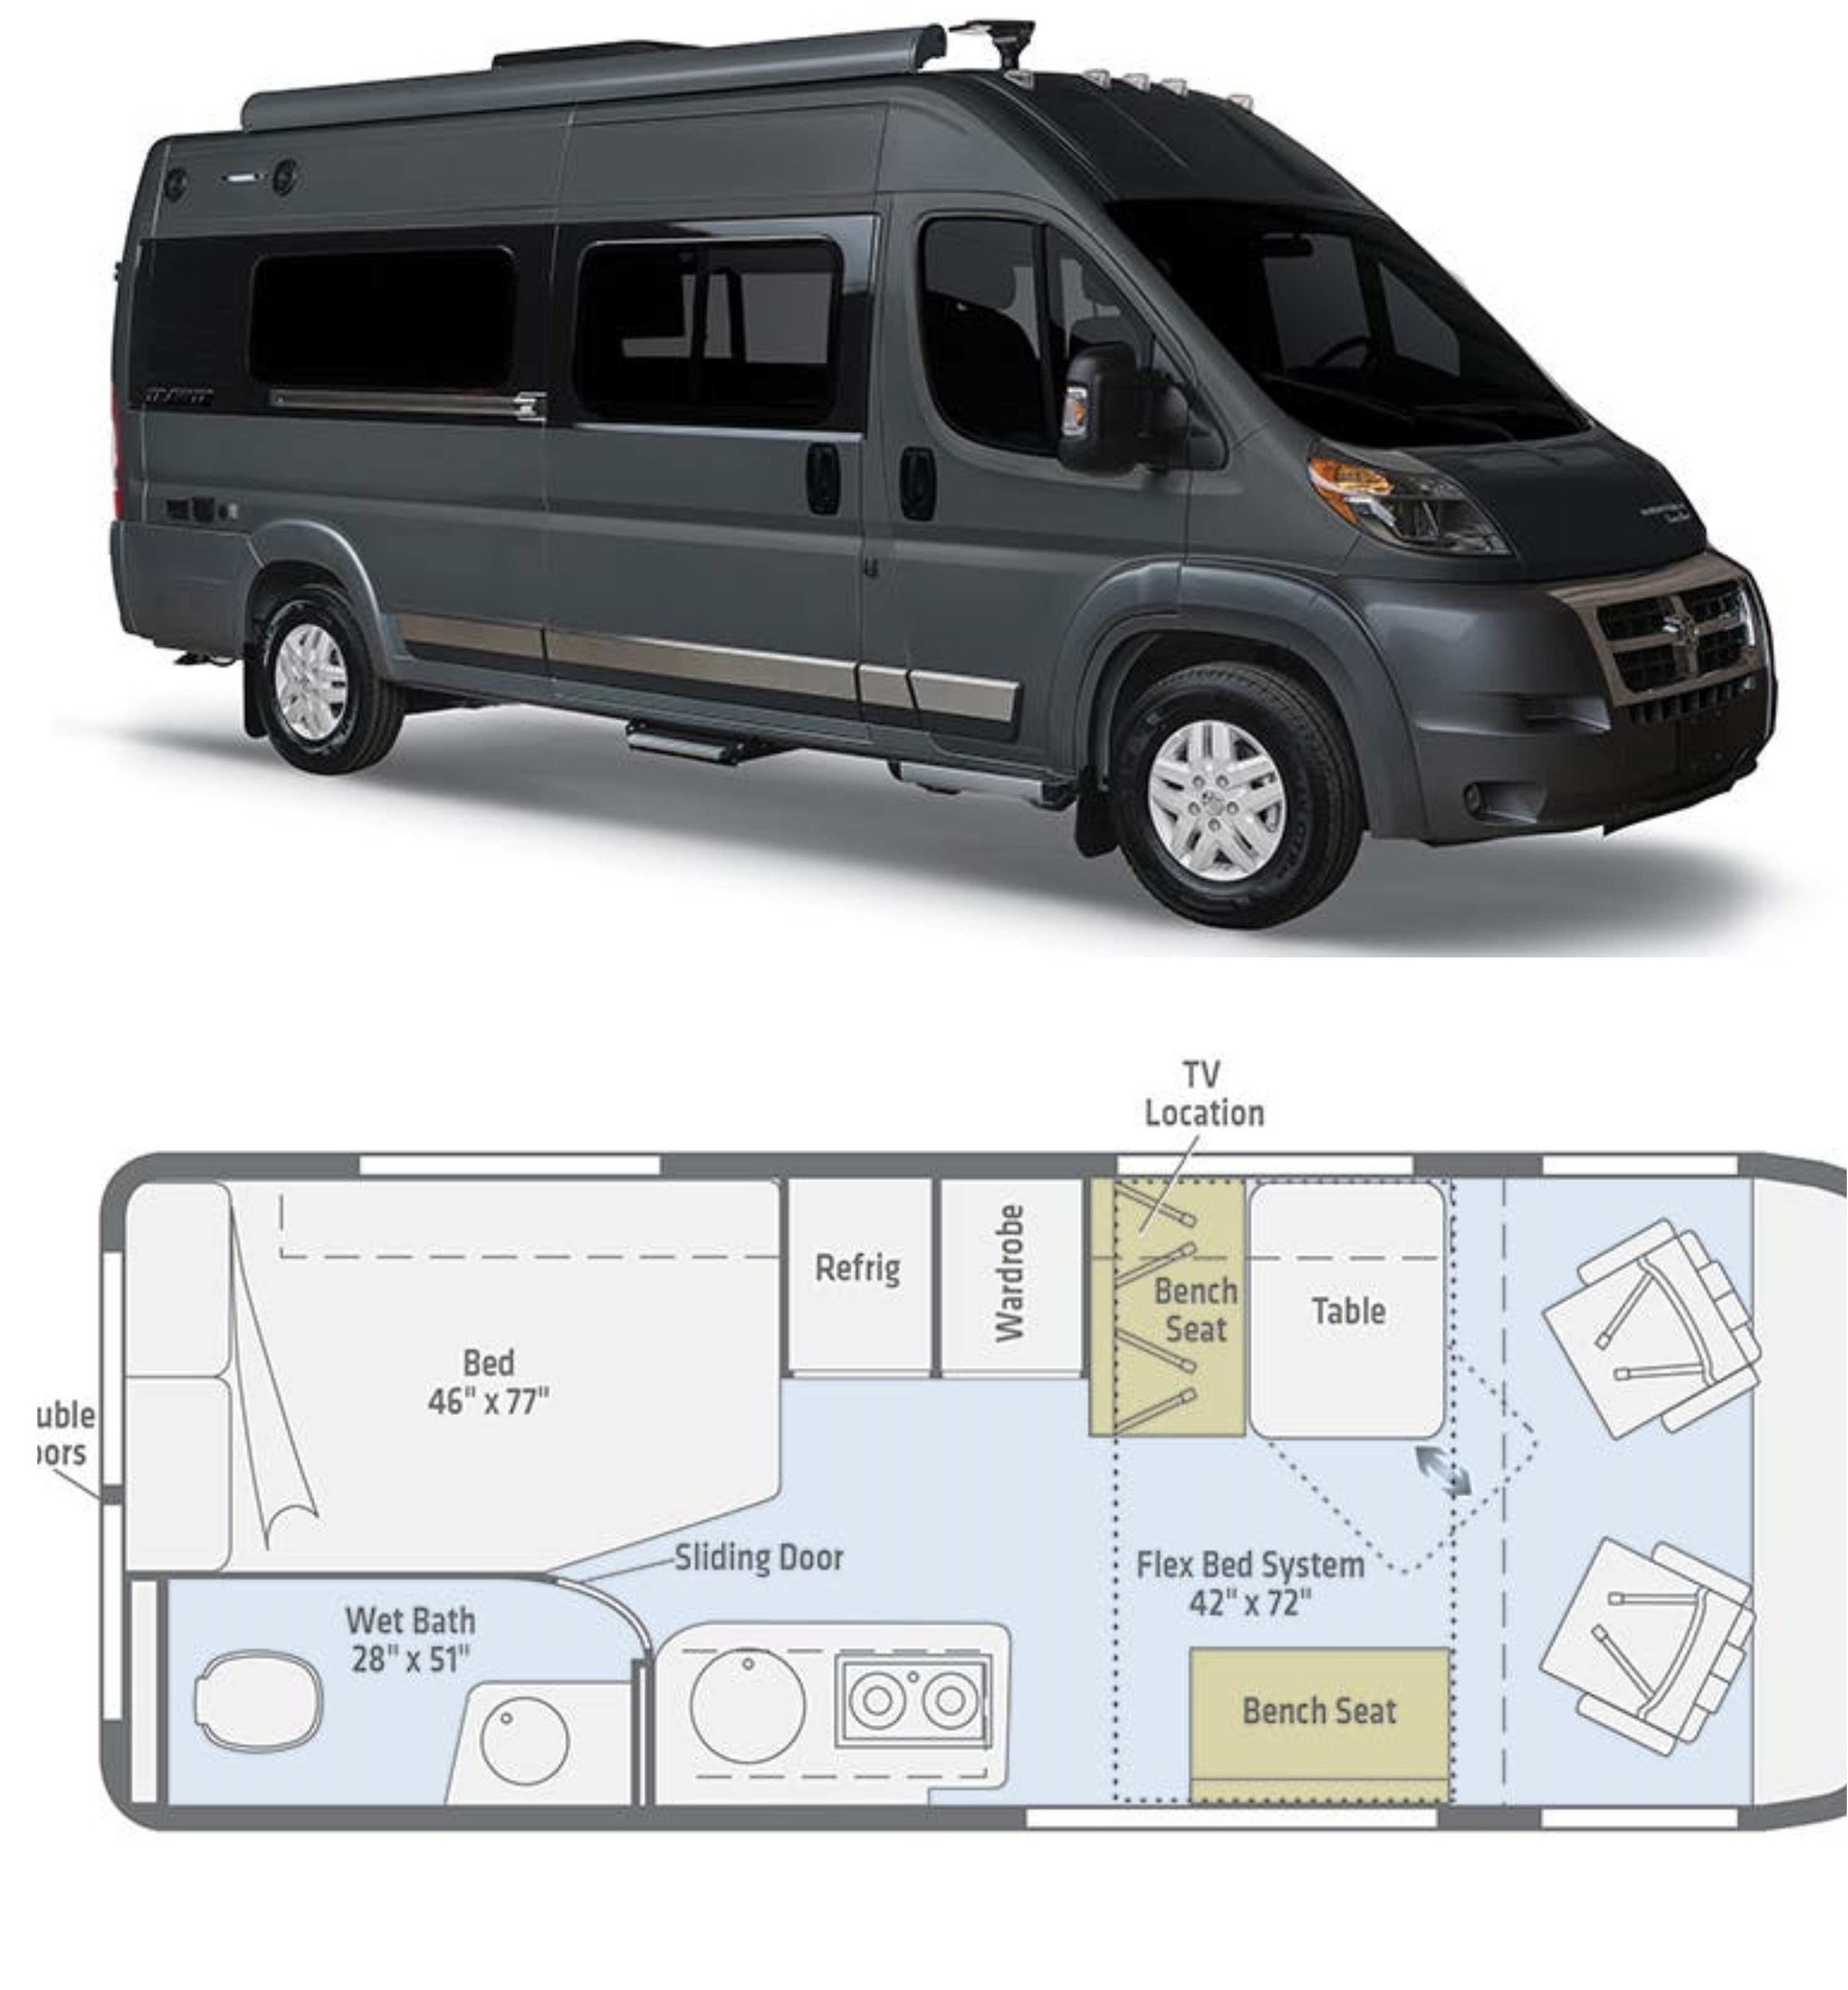 TV
Location
Refrig
Wardrobe
Bench
Seat
Table
Bed
46" x 77"
uble
ors
Sliding Door
Flex Bed System
42" x 72"
Wet Bath
28" x 51"
Bench Seat